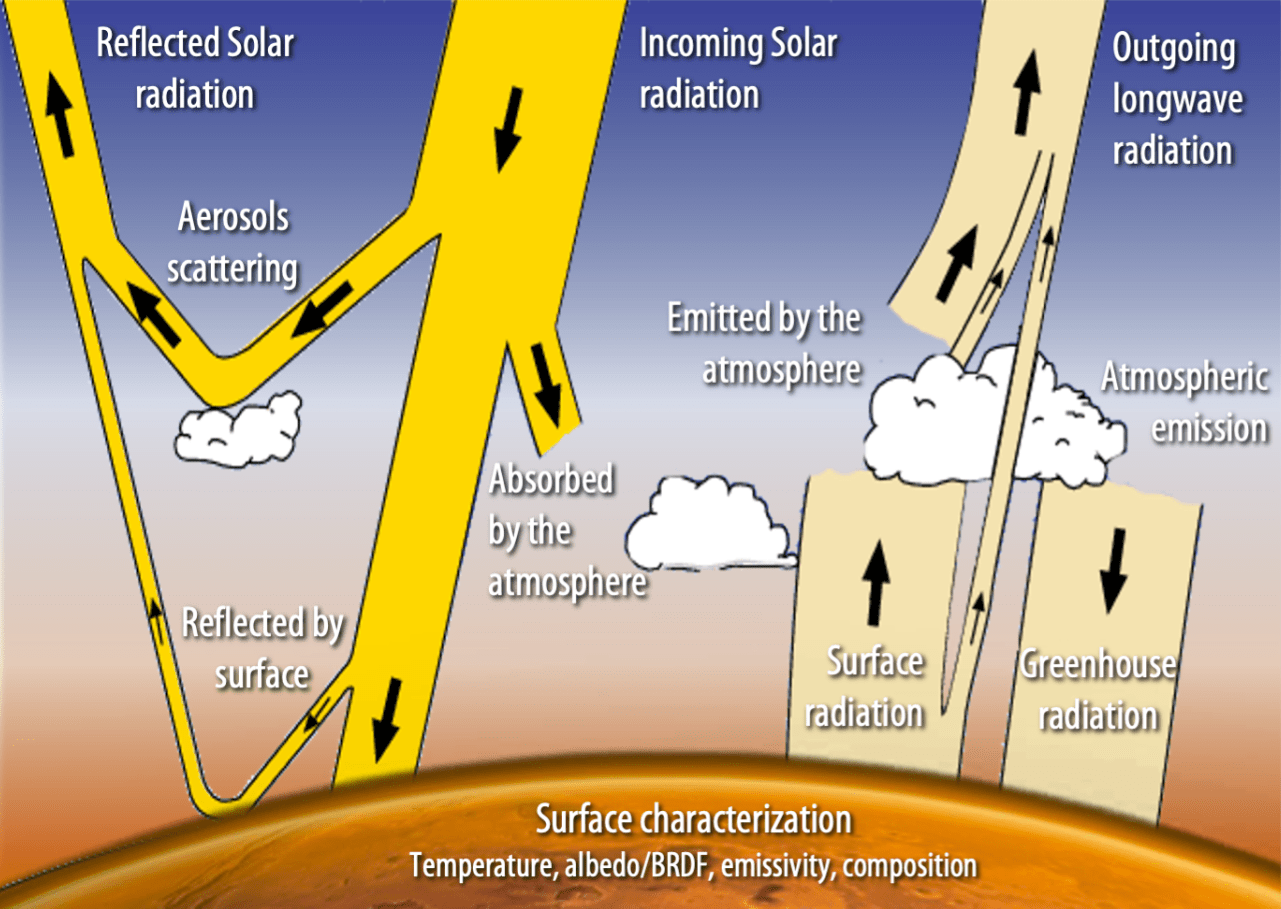 Reflected Solar
radiation
Incoming Solar
radiation
Outgoing
longwave
radiation
Aerosols
scattering
Emitted by the
atmosphere
Atmospheric
emission
Absorbed
by the
atmosphere
Reflected by
surface
Surface
radiation
Greenhouse
radiation
Surface characterization
Temperature, albedo/BRDF, emissivity, composition